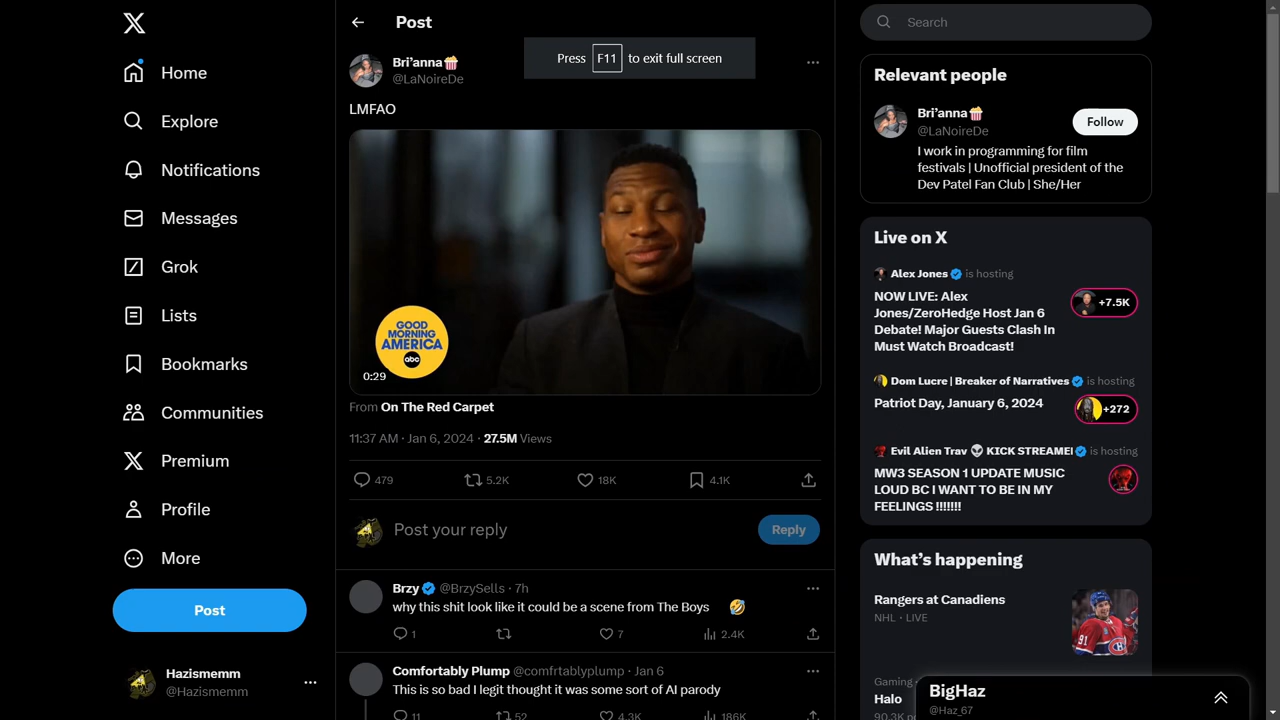 Home
Explore
Notifications
Messages
Grok
Lists
Bookmarks
Communities
Premium
Profile
More
Post
Hazismemm
@Hazismemm
Post
Press F11 to exit full screen
Bri'anna🍿
@LaNoireDe
LMFAO
GOOD
MORNING
AMERICA
abc
0:29
From On The Red Carpet
11:37 AM · Jan 6, 2024 · 27.5M Views
479
5.2K
18K
4.1K
Post your reply
Reply
Brzy @BrzySells · 7h
why this shit look like it could be a scene from The Boys 🤣
1
7
2.4K
Comfortably Plump @comfrtablyplump · Jan 6
This is so bad I legit thought it was some sort of AI parody
11
52
4.3K
186K
Search
Relevant people
Bri'anna🍿
@LaNoireDe
Follow
I work in programming for film
festivals | Unofficial president of the
Dev Patel Fan Club | She/Her
Live on X
Alex Jones is hosting
NOW LIVE: Alex
Jones/ZeroHedge Host Jan 6
Debate! Major Guests Clash In
Must Watch Broadcast!
+7.5K
Dom Lucre | Breaker of Narratives is hosting
Patriot Day, January 6, 2024
+272
Evil Alien Trav 👽 KICK STREAME is hosting
MW3 SEASON 1 UPDATE MUSIC
LOUD BC I WANT TO BE IN MY
FEELINGS !!!!!!!
What's happening
Rangers at Canadiens
NHL · LIVE
Gaming ·
Halo
90.3K
BigHaz
@Haz_67